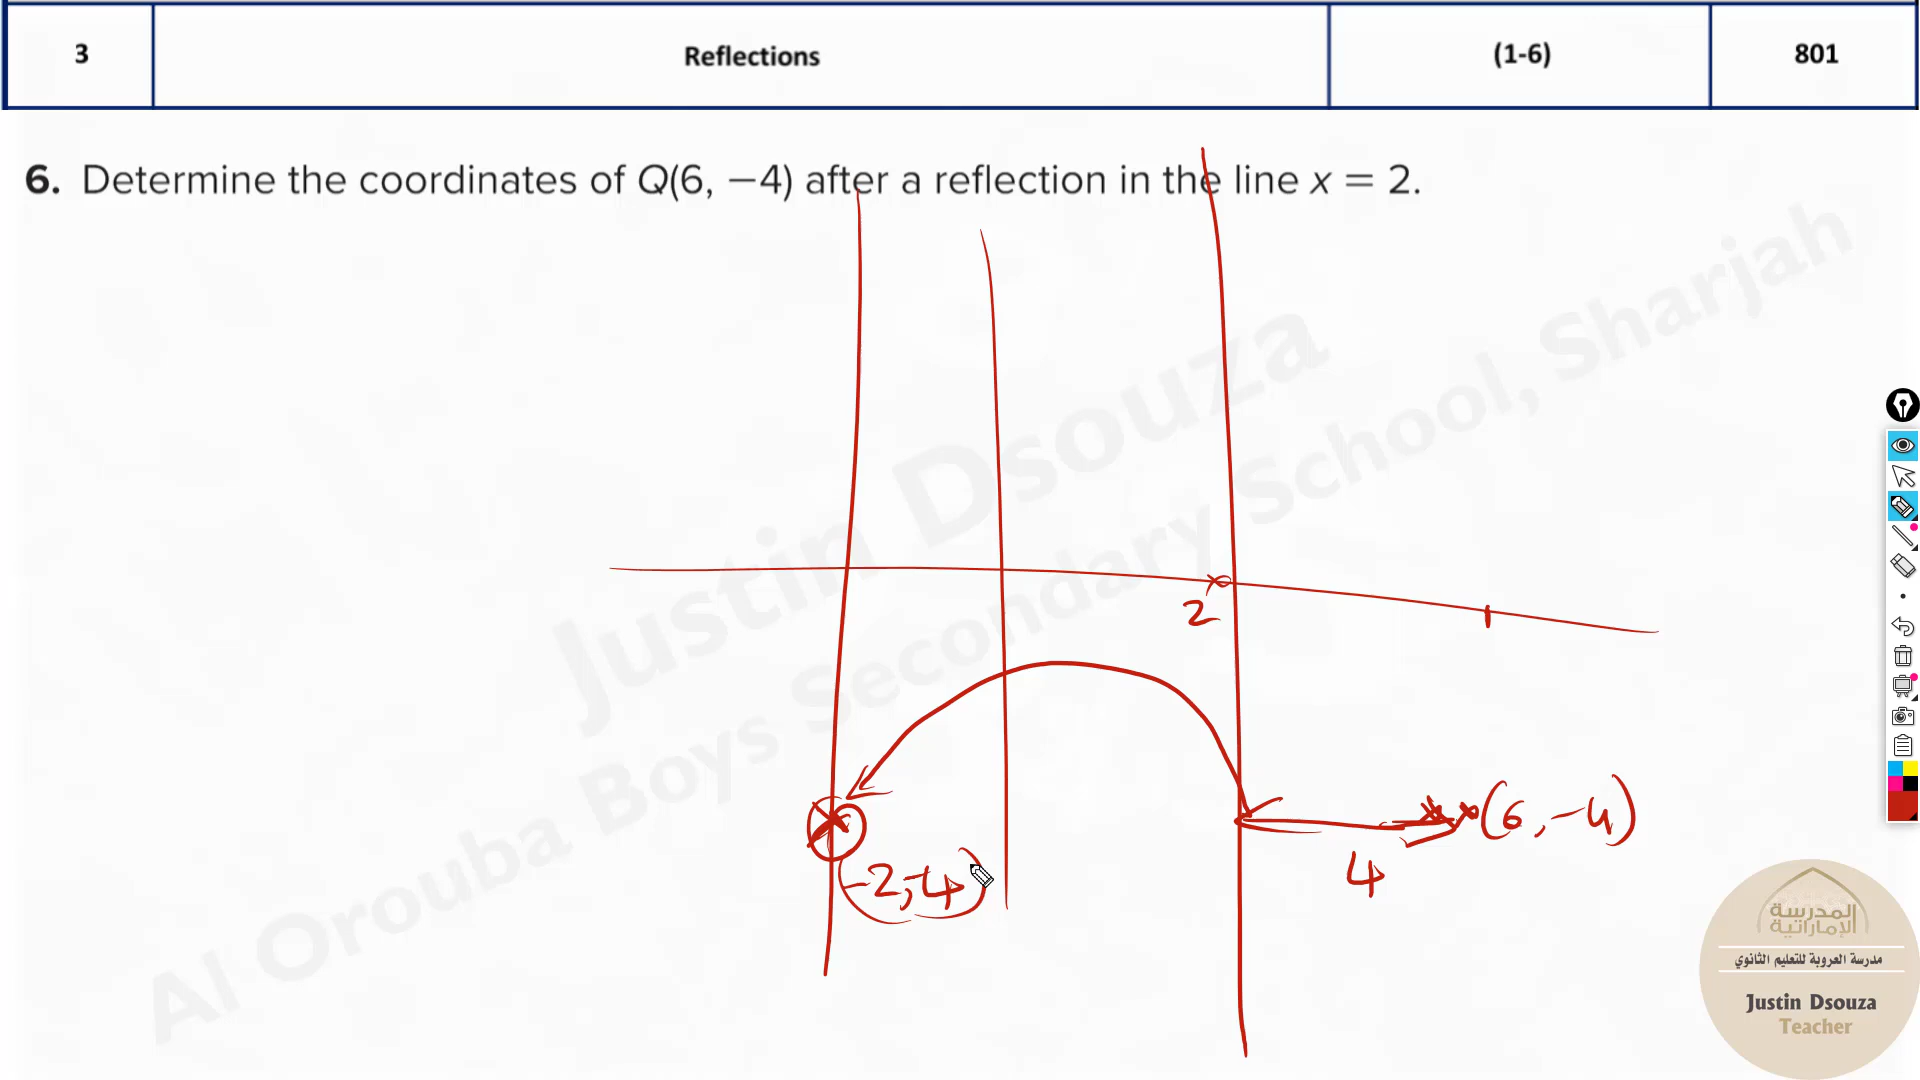 3 Reflections (1-6) 801
6. Determine the coordinates of Q(6, −4) after a reflection in the line x = 2.
Justin Dsouza
Al Orouba Boys Secondary School, Sharjah
2
(6, -4)
4
(-2, -4)
المدرسة
الإماراتية
مدرسة العروبة للتعليم الثانوي
Justin Dsouza
Teacher